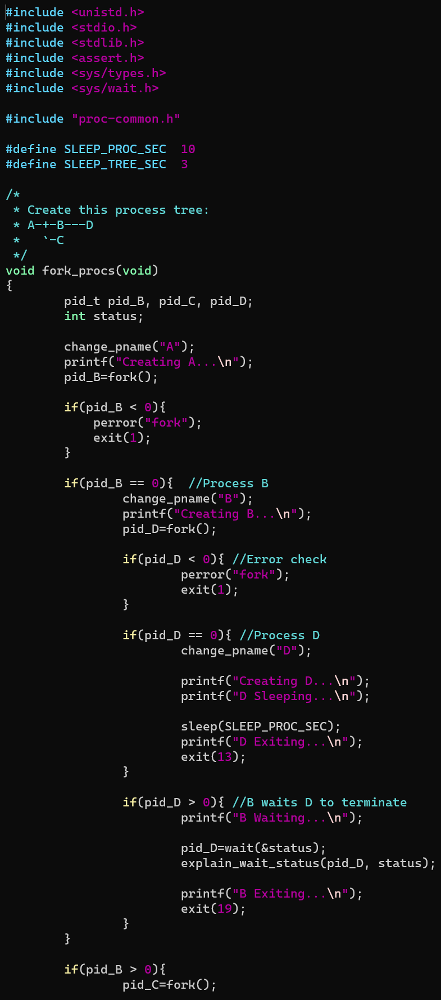 #include <unistd.h>
#include <stdio.h>
#include <stdlib.h>
#include <assert.h>
#include <sys/types.h>
#include <sys/wait.h>

#include "proc-common.h"

#define SLEEP_PROC_SEC  10
#define SLEEP_TREE_SEC  3

/*
 * Create this process tree:
 * A-+-B---D
 *   `-C
 */
void fork_procs(void)
{
        pid_t pid_B, pid_C, pid_D;
        int status;

        change_pname("A");
        printf("Creating A...\n");
        pid_B=fork();

        if(pid_B < 0){
            perror("fork");
            exit(1);
        }

        if(pid_B == 0){  //Process B
                change_pname("B");
                printf("Creating B...\n");
                pid_D=fork();

                if(pid_D < 0){ //Error check
                        perror("fork");
                        exit(1);
                }

                if(pid_D == 0){ //Process D
                        change_pname("D");

                        printf("Creating D...\n");
                        printf("D Sleeping...\n");

                        sleep(SLEEP_PROC_SEC);
                        printf("D Exiting...\n");
                        exit(13);
                }

                if(pid_D > 0){ //B waits D to terminate
                        printf("B Waiting...\n");

                        pid_D=wait(&status);
                        explain_wait_status(pid_D, status);

                        printf("B Exiting...\n");
                        exit(19);
                }
        }

        if(pid_B > 0){
                pid_C=fork();